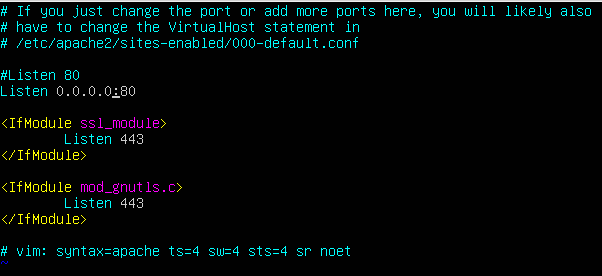 # If you just change the port or add more ports here, you will likely also
# have to change the VirtualHost statement in
# /etc/apache2/sites-enabled/000-default.conf
#Listen 80
Listen 0.0.0.0:80
<IfModule ssl_module>
Listen 443
</IfModule>
<IfModule mod_gnutls.c>
Listen 443
</IfModule>
# vim: syntax=apache ts=4 sw=4 sts=4 sr noet
~